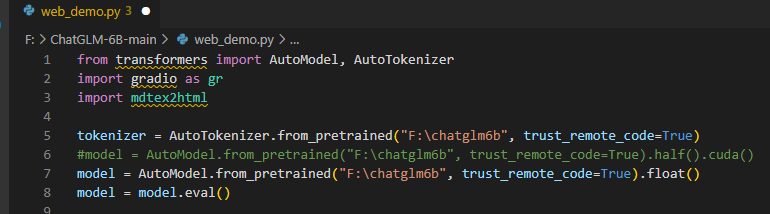 web_demo.py 3
F: > ChatGLM-6B-main > web_demo.py > ...
1 from transformers import AutoModel, AutoTokenizer
2 import gradio as gr
3 import mdtex2html
4
5 tokenizer = AutoTokenizer.from_pretrained("F:\chatglm6b", trust_remote_code=True)
6 #model = AutoModel.from_pretrained("F:\chatglm6b", trust_remote_code=True).half().cuda()
7 model = AutoModel.from_pretrained("F:\chatglm6b", trust_remote_code=True).float()
8 model = model.eval()
9